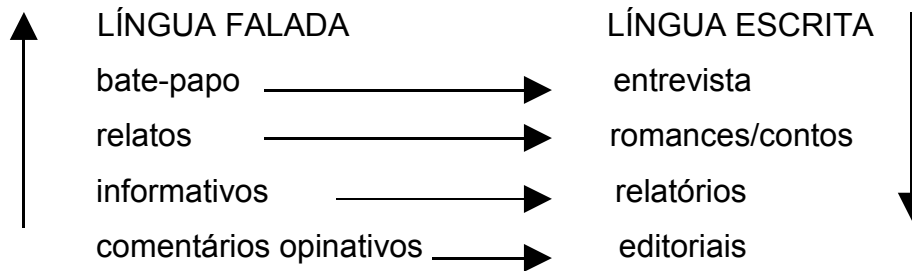 LÍNGUA FALADA LÍNGUA ESCRITA
bate-papo entrevista
relatos romances/contos
informativos relatórios
comentários opinativos editoriais